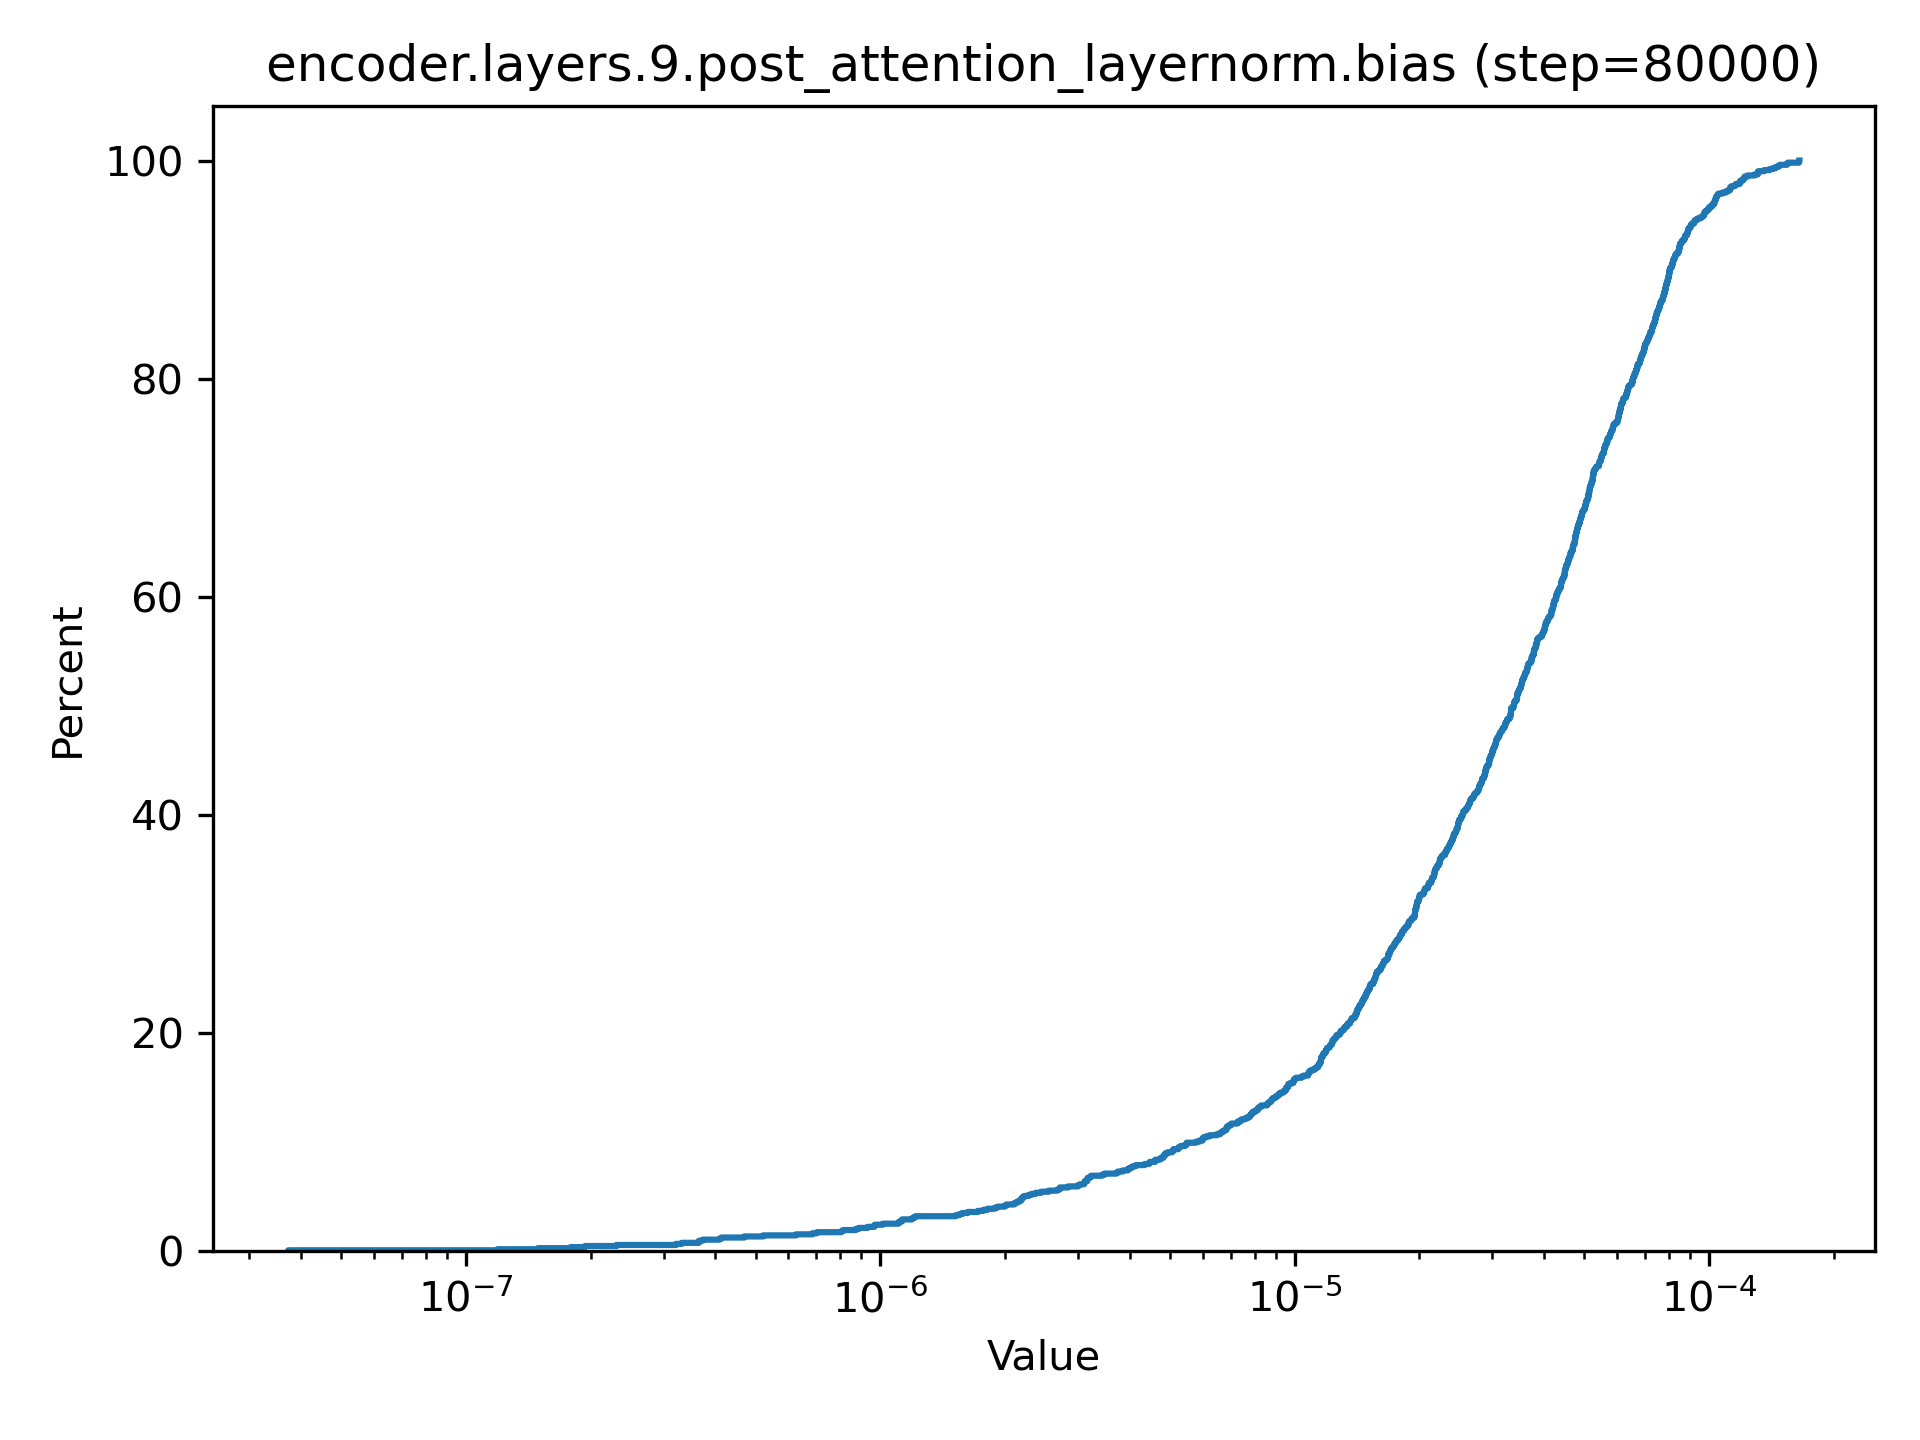 encoder.layers.9.post_attention_layernorm.bias (step=80000)
100
80
60
40
20
0
Percent
10⁻⁷ 10⁻⁶ 10⁻⁵ 10⁻⁴
Value